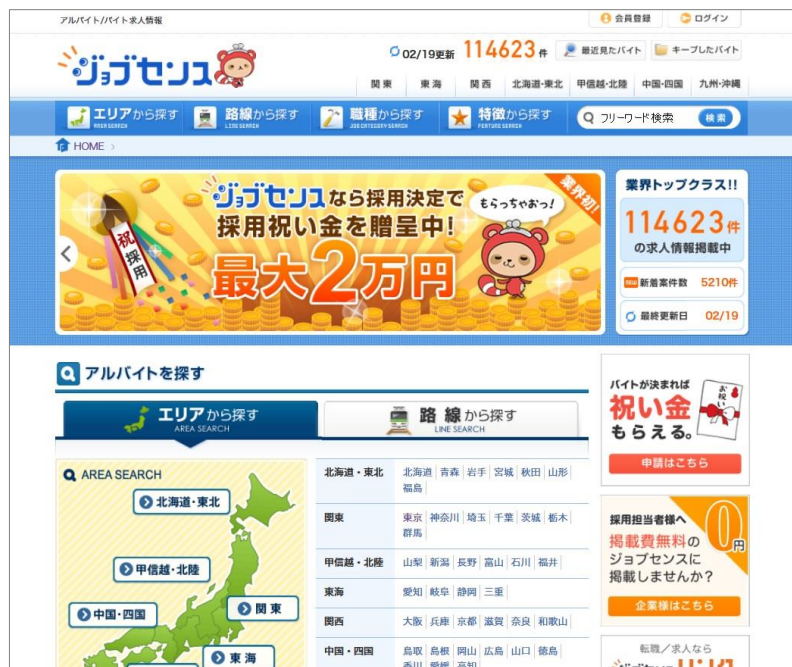 アルバイト/バイト求人情報
会員登録
ログイン
ジョブセンス
02/19更新 114623件
最近見たバイト
キープしたバイト
関東 東海 関西 北海道・東北 甲信越・北陸 中国・四国 九州・沖縄
エリアから探す
AREA SEARCH
路線から探す
LINE SEARCH
職種から探す
JOB CATEGORY SEARCH
特徴から探す
FEATURE SEARCH
フリーワード検索
検索
HOME
祝採用
ジョブセンスなら採用決定で
採用祝い金を贈呈中!
最大2万円
もらっちゃおっ!
業界初!
業界トップクラス!!
114623件
の求人情報掲載中
新着案件数 5210件
最終更新日 02/19
アルバイトを探す
エリアから探す
AREA SEARCH
路線から探す
LINE SEARCH
AREA SEARCH
北海道・東北
甲信越・北陸
中国・四国
関東
東海
北海道・東北 北海道 青森 岩手 宮城 秋田 山形
福島
関東 東京 神奈川 埼玉 千葉 茨城 栃木
群馬
甲信越・北陸 山梨 新潟 長野 富山 石川 福井
東海 愛知 岐阜 静岡 三重
関西 大阪 兵庫 京都 滋賀 奈良 和歌山
中国・四国 鳥取 島根 岡山 広島 山口 徳島
香川 愛媛 高知
バイトが決まれば
祝い金
もらえる。
お祝い
申請はこちら
採用担当者様へ
掲載費無料の
ジョブセンスに
掲載しませんか?
0円
企業様はこちら
転職/求人なら